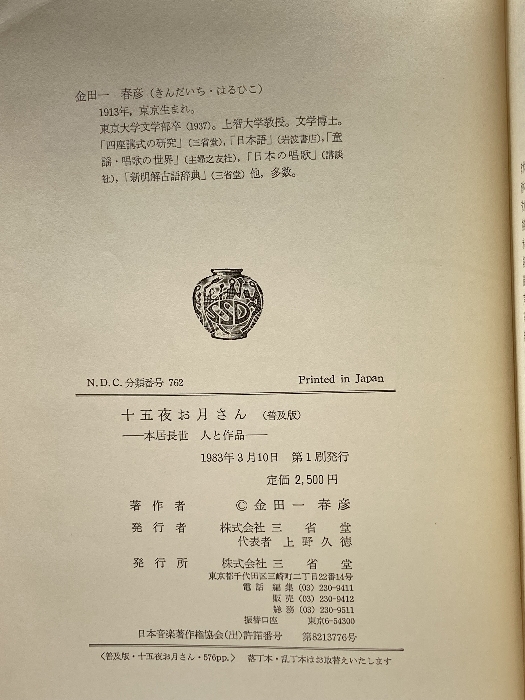 金田一 春彦(きんだいち・はるひこ)
1913年，東京生まれ。
東京大学文学部卒(1937)。上智大学教授。文学博士。
「四座講式の研究」(三省堂)，「日本語」(岩波書店)，「童
謡・唱歌の世界」(主婦之友社)，「日本の唱歌」(講談
社)，「新明解古語辞典」(三省堂)他，多数。
SSD
N.D.C.分類番号 762 Printed in Japan
十五夜お月さん (普及版)
──本居長世 人と作品──
1983年3月10日 第1刷発行
定価 2,500円
著作者 ©金田一春彦
発行者 株式会社三省堂
代表者 上野久徳
発行所 株式会社三省堂
東京都千代田区三崎町二丁目22番14号
電話 編集(03) 230-9411
販売(03) 230-9412
総務(03) 230-9511
振替口座 東京6-54300
日本音楽著作権協会(出)許諾番号 第8213776号
〈普及版・十五夜お月さん・576pp.〉 落丁本・乱丁本はお取替えいたします